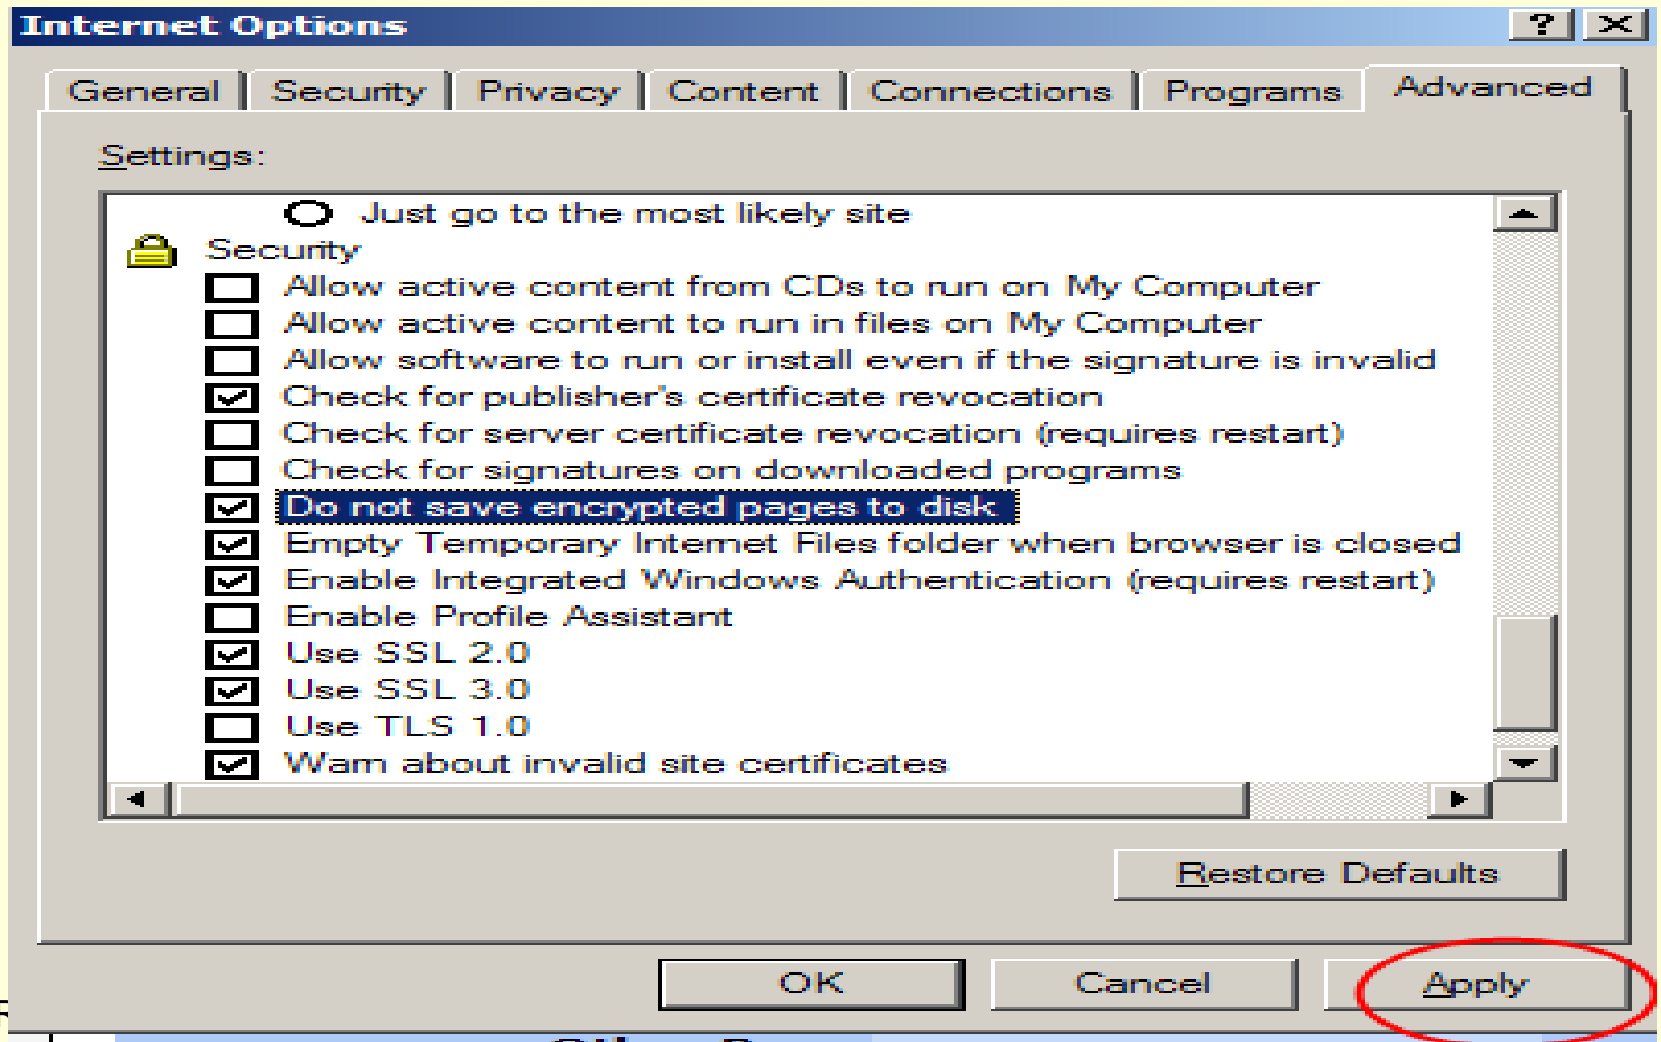 Internet Options
General Security Privacy Content Connections Programs Advanced
Settings:
Just go to the most likely site
Security
Allow active content from CDs to run on My Computer
Allow active content to run in files on My Computer
Allow software to run or install even if the signature is invalid
Check for publisher's certificate revocation
Check for server certificate revocation (requires restart)
Check for signatures on downloaded programs
Do not save encrypted pages to disk
Empty Temporary Internet Files folder when browser is closed
Enable Integrated Windows Authentication (requires restart)
Enable Profile Assistant
Use SSL 2.0
Use SSL 3.0
Use TLS 1.0
Warn about invalid site certificates
Restore Defaults
OK Cancel Apply